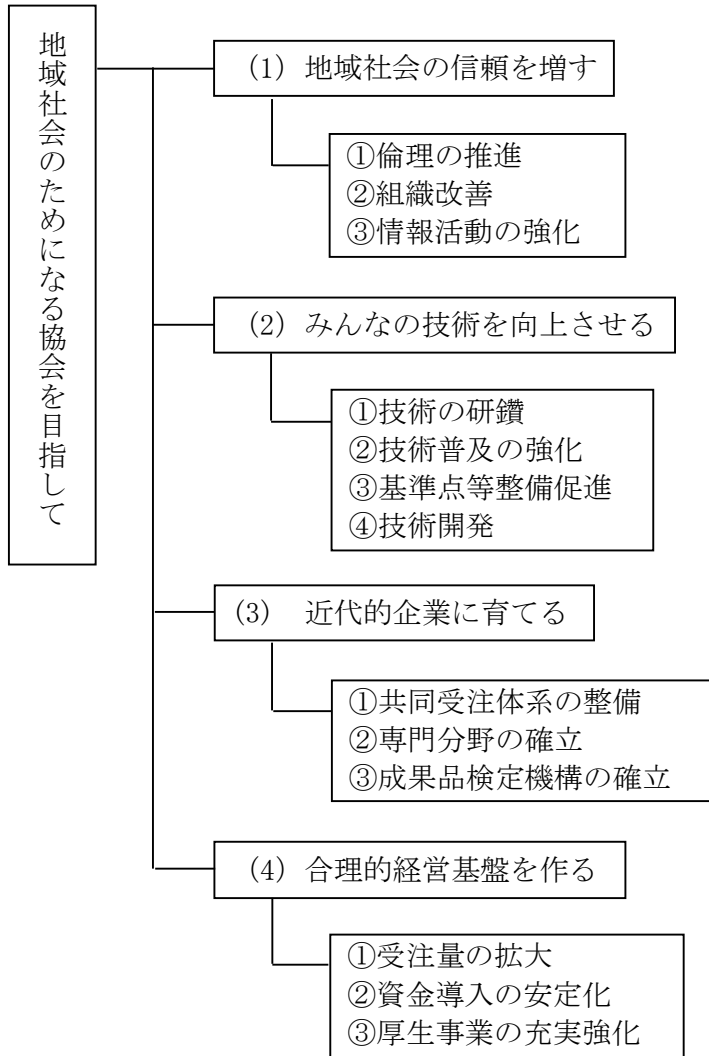 地域社会のためになる協会を目指して
(1) 地域社会の信頼を増す
①倫理の推進
②組織改善
③情報活動の強化
(2) みんなの技術を向上させる
①技術の研鑽
②技術普及の強化
③基準点等整備促進
④技術開発
(3) 近代的企業に育てる
①共同受注体系の整備
②専門分野の確立
③成果品検定機構の確立
(4) 合理的経営基盤を作る
①受注量の拡大
②資金導入の安定化
③厚生事業の充実強化